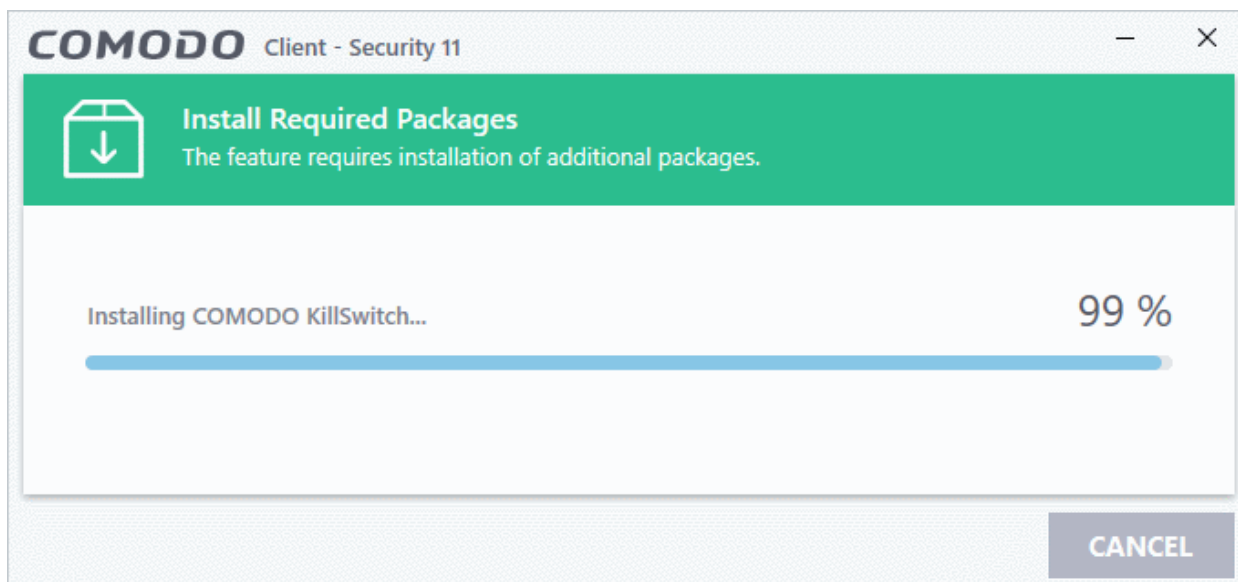 COMODO Client - Security 11
Install Required Packages
The feature requires installation of additional packages.
Installing COMODO KillSwitch... 99 %
CANCEL